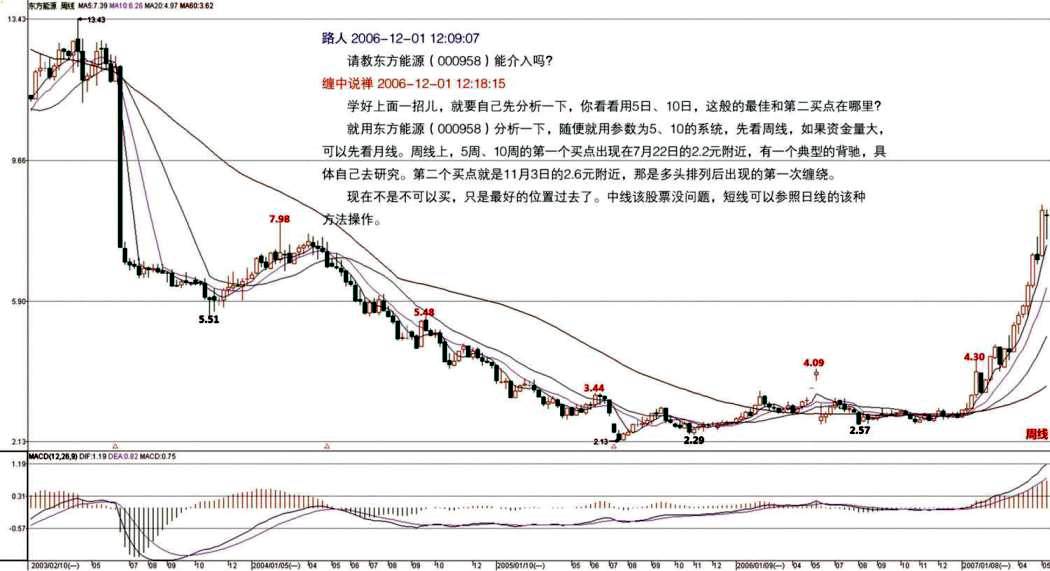 东方能源 周线 MA5:7.39 MA10:6.26 MA20:4.97 MA60:3.62
13.43
13.43
路人 2006-12-01 12:09:07
请教东方能源（000958）能介入吗？
缠中说禅 2006-12-01 12:18:15
学好上面一招儿，就要自己先分析一下，你看看用5日、10日，这般的最佳和第二买点在哪里？
就用东方能源（000958）分析一下，随便就用参数为5、10的系统，先看周线，如果资金量大，
可以先看月线。周线上，5周、10周的第一个买点出现在7月22日的2.2元附近，有一个典型的背驰，具
体自己去研究。第二个买点就是11月3日的2.6元附近，那是多头排列后出现的第一次缠绕。
现在不是不可以买，只是最好的位置过去了。中线该股票没问题，短线可以参照日线的该种
方法操作。
9.66
7.98
5.90
5.51
5.48
4.09
4.30
3.44
2.57
2.29
2.13
2.13
周线
MACD(12,26,9) DIF:1.19 DEA:0.82 MACD:0.75
1.19
0.31
-0.57
2003/02/10(一) 05 07 08 09 10 12 2004/01/05(一) 05 06 07 08 09 10 12 2005/01/10(一) 05 06 07 08 09 10 11 12 2006/01/09(一) 04 05 07 08 09 10 11 12 2007/01/08(一) 04 05